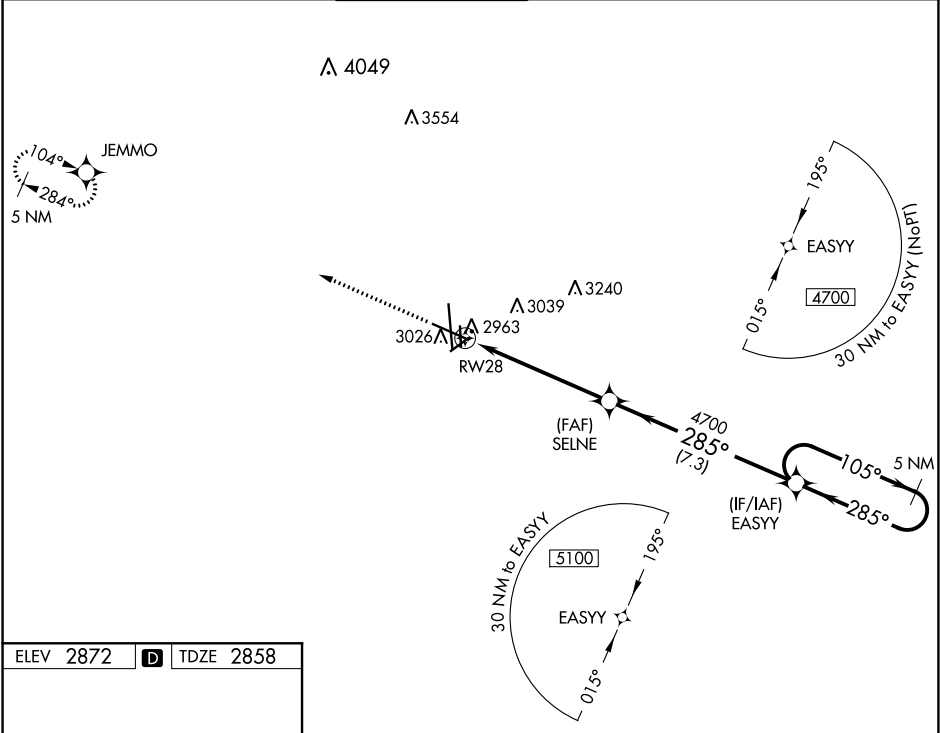 4049
3554
JEMMO
104°
284°
5 NM
195°
EASYY
4700
015°
30 NM to EASYY (NoPT)
3240
3039
2963
3026
RW28
(FAF)
SELNE
4700
285°
(7.3)
105°
5 NM
285°
(IF/IAF)
EASYY
30 NM to EASYY
5100
195°
EASYY
015°
ELEV 2872 D TDZE 2858